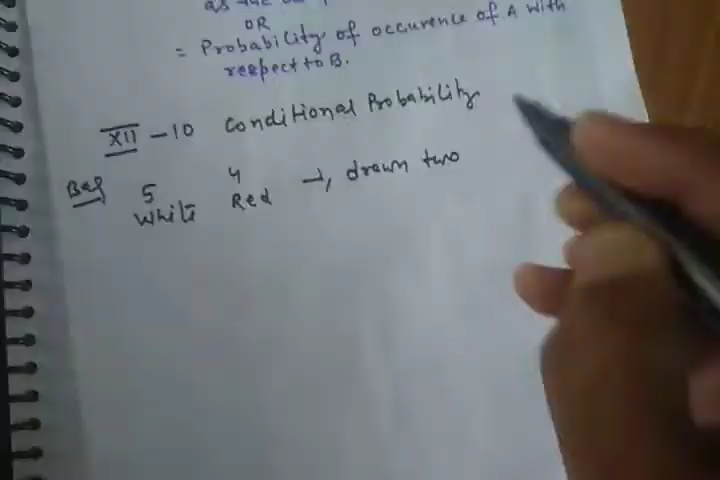 OR
= Probability of occurence of A with
respect to B.
XII - 10 Conditional Probability
Bag 5 White 4 Red →, drawn two